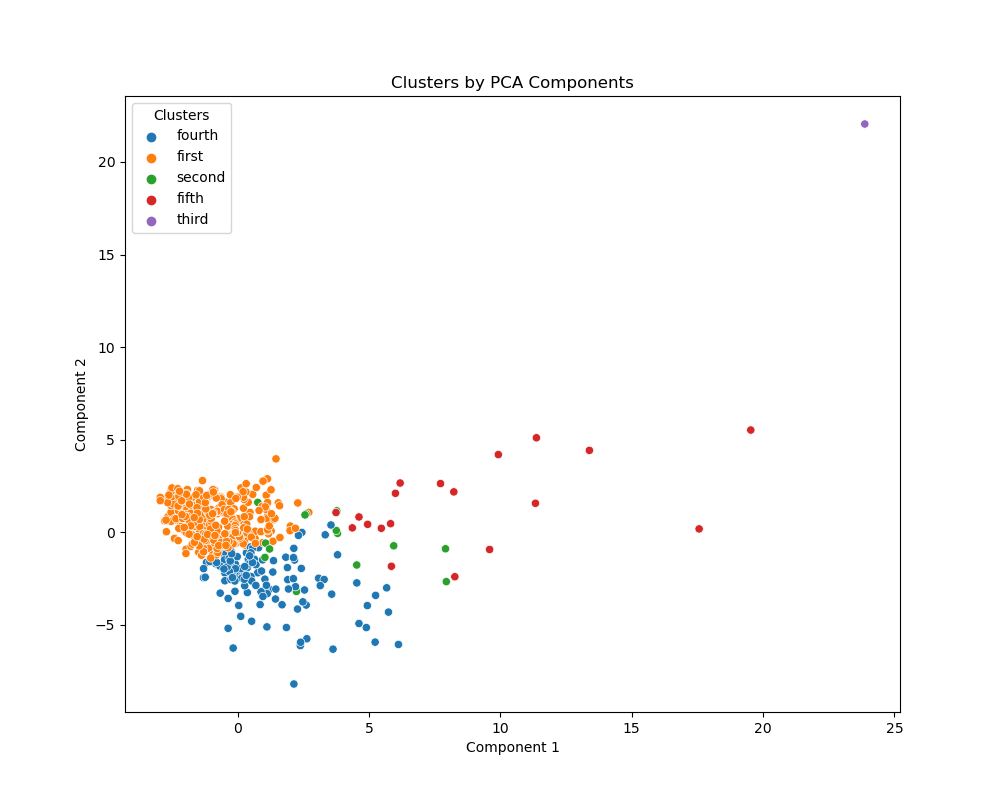 Clusters by PCA Components
Clusters
fourth
first
second
fifth
third
20
15
10
5
0
−5
Component 2
0
5
10
15
20
25
Component 1